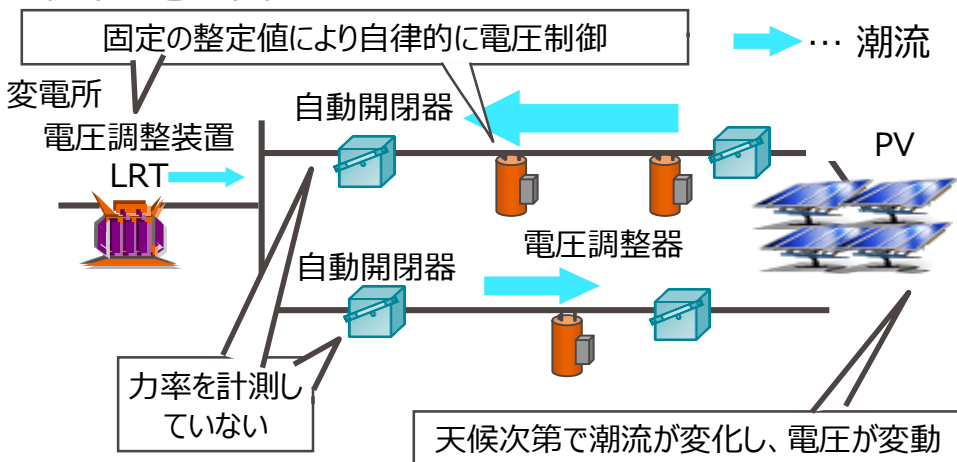 固定の整定値により自律的に電圧制御
… 潮流
変電所
電圧調整装置
LRT
自動開閉器
PV
電圧調整器
自動開閉器
力率を計測し
ていない
天候次第で潮流が変化し、電圧が変動